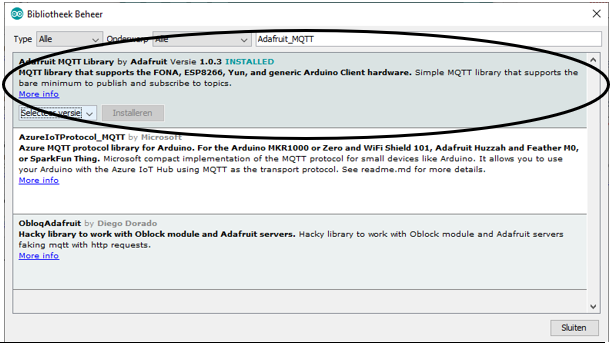 Bibliotheek Beheer
Type Alle Onderwerp Alle Adafruit_MQTT
Adafruit MQTT Library by Adafruit Versie 1.0.3 INSTALLED
MQTT library that supports the FONA, ESP8266, Yun, and generic Arduino Client hardware. Simple MQTT library that supports the
bare minimum to publish and subscribe to topics.
More info
Selecteer versie Installeren
AzureIoTProtocol_MQTT by Microsoft
Azure MQTT protocol library for Arduino. For the Arduino MKR1000 or Zero and WiFi Shield 101, Adafruit Huzzah and Feather M0,
or SparkFun Thing. Microsoft compact implementation of the MQTT protocol for small devices like Arduino. It allows you to use
your Arduino with the Azure IoT Hub using MQTT as the transport protocol. See readme.md for more details.
More info
ObloqAdafruit by Diego Dorado
Hacky library to work with Oblock module and Adafruit servers. Hacky library to work with Oblock module and Adafruit servers
faking mqtt with http requests.
More info
Sluiten